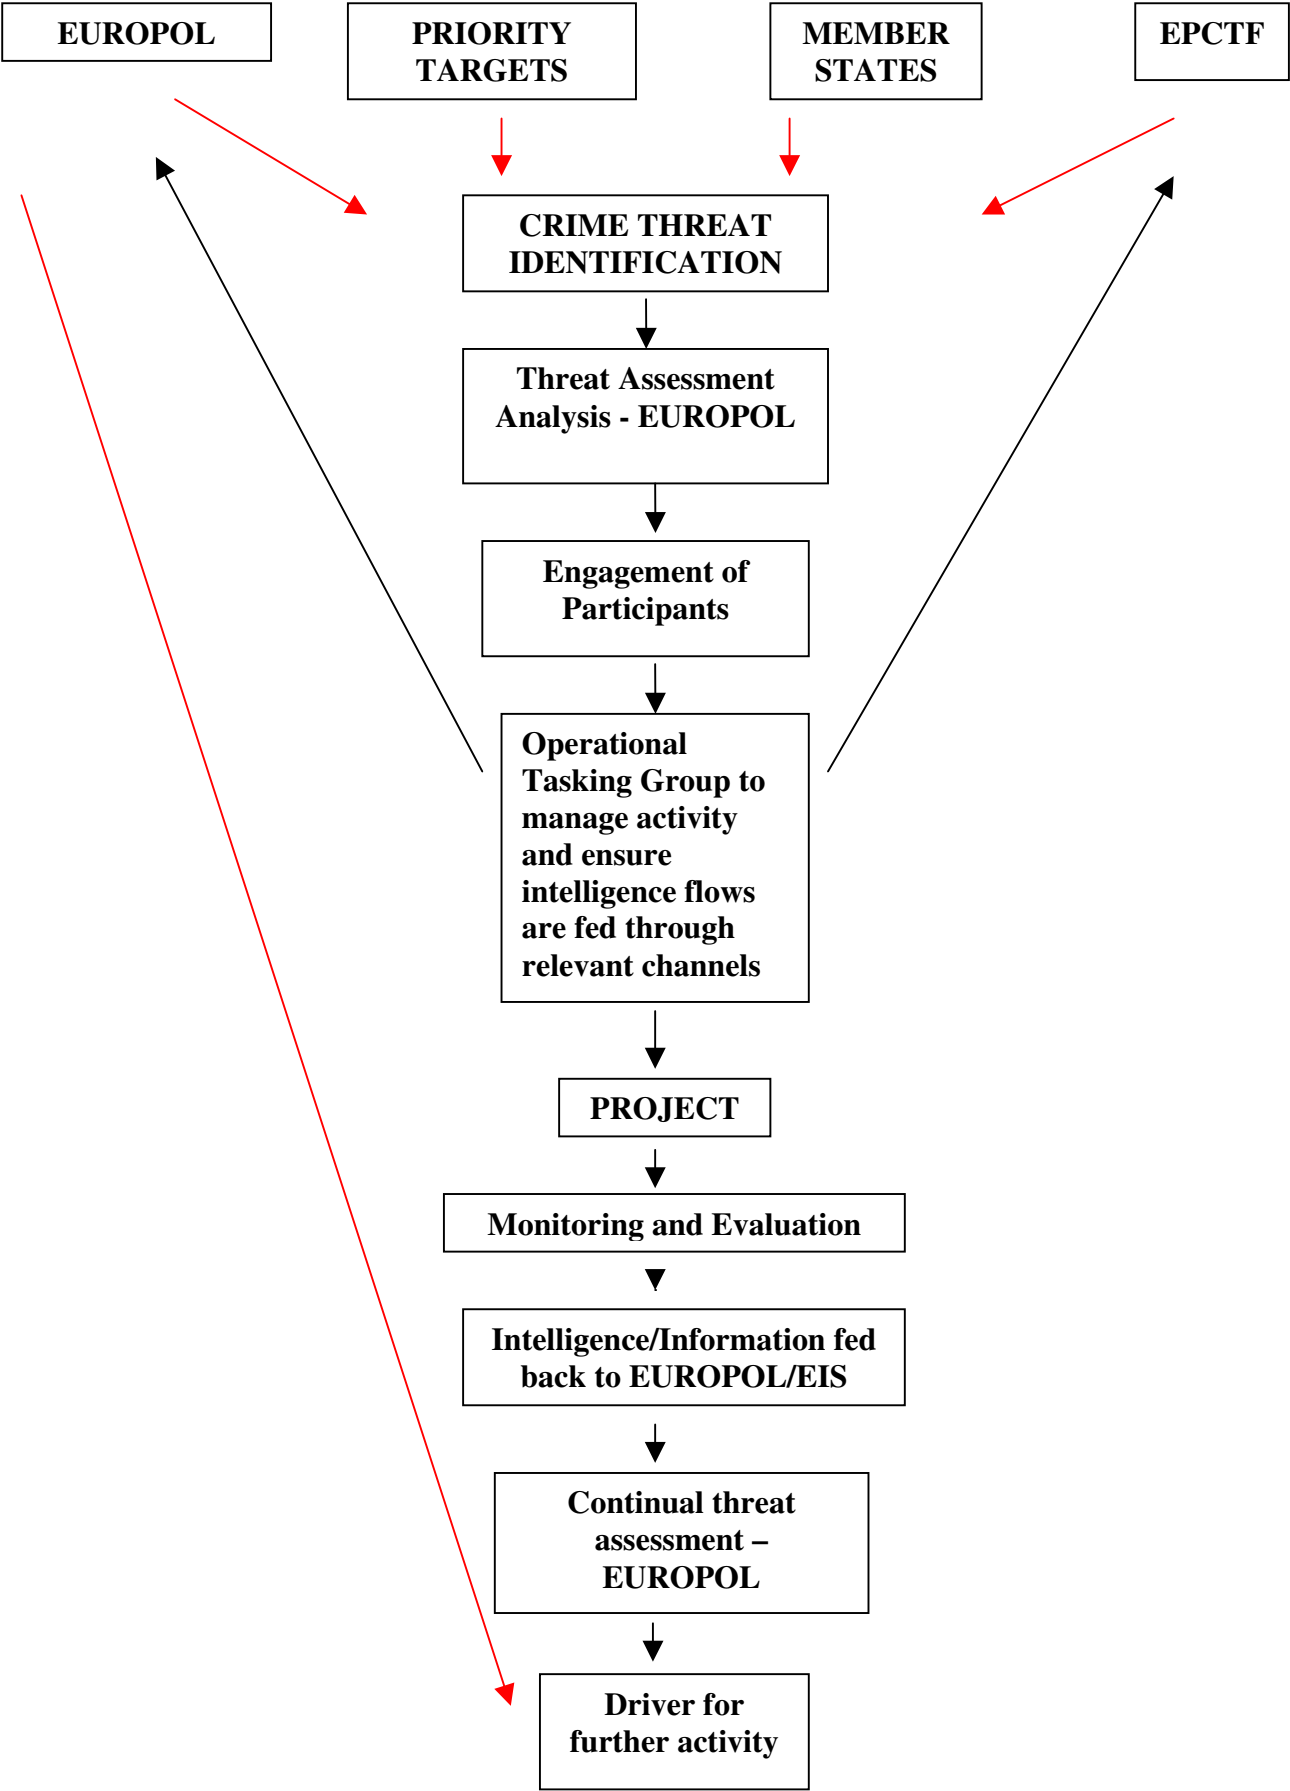 EUROPOL
PRIORITY
TARGETS
MEMBER
STATES
EPCTF
CRIME THREAT
IDENTIFICATION
Threat Assessment
Analysis - EUROPOL
Engagement of
Participants
Operational
Tasking Group to
manage activity
and ensure
intelligence flows
are fed through
relevant channels
PROJECT
Monitoring and Evaluation
Intelligence/Information fed
back to EUROPOL/EIS
Continual threat
assessment –
EUROPOL
Driver for
further activity